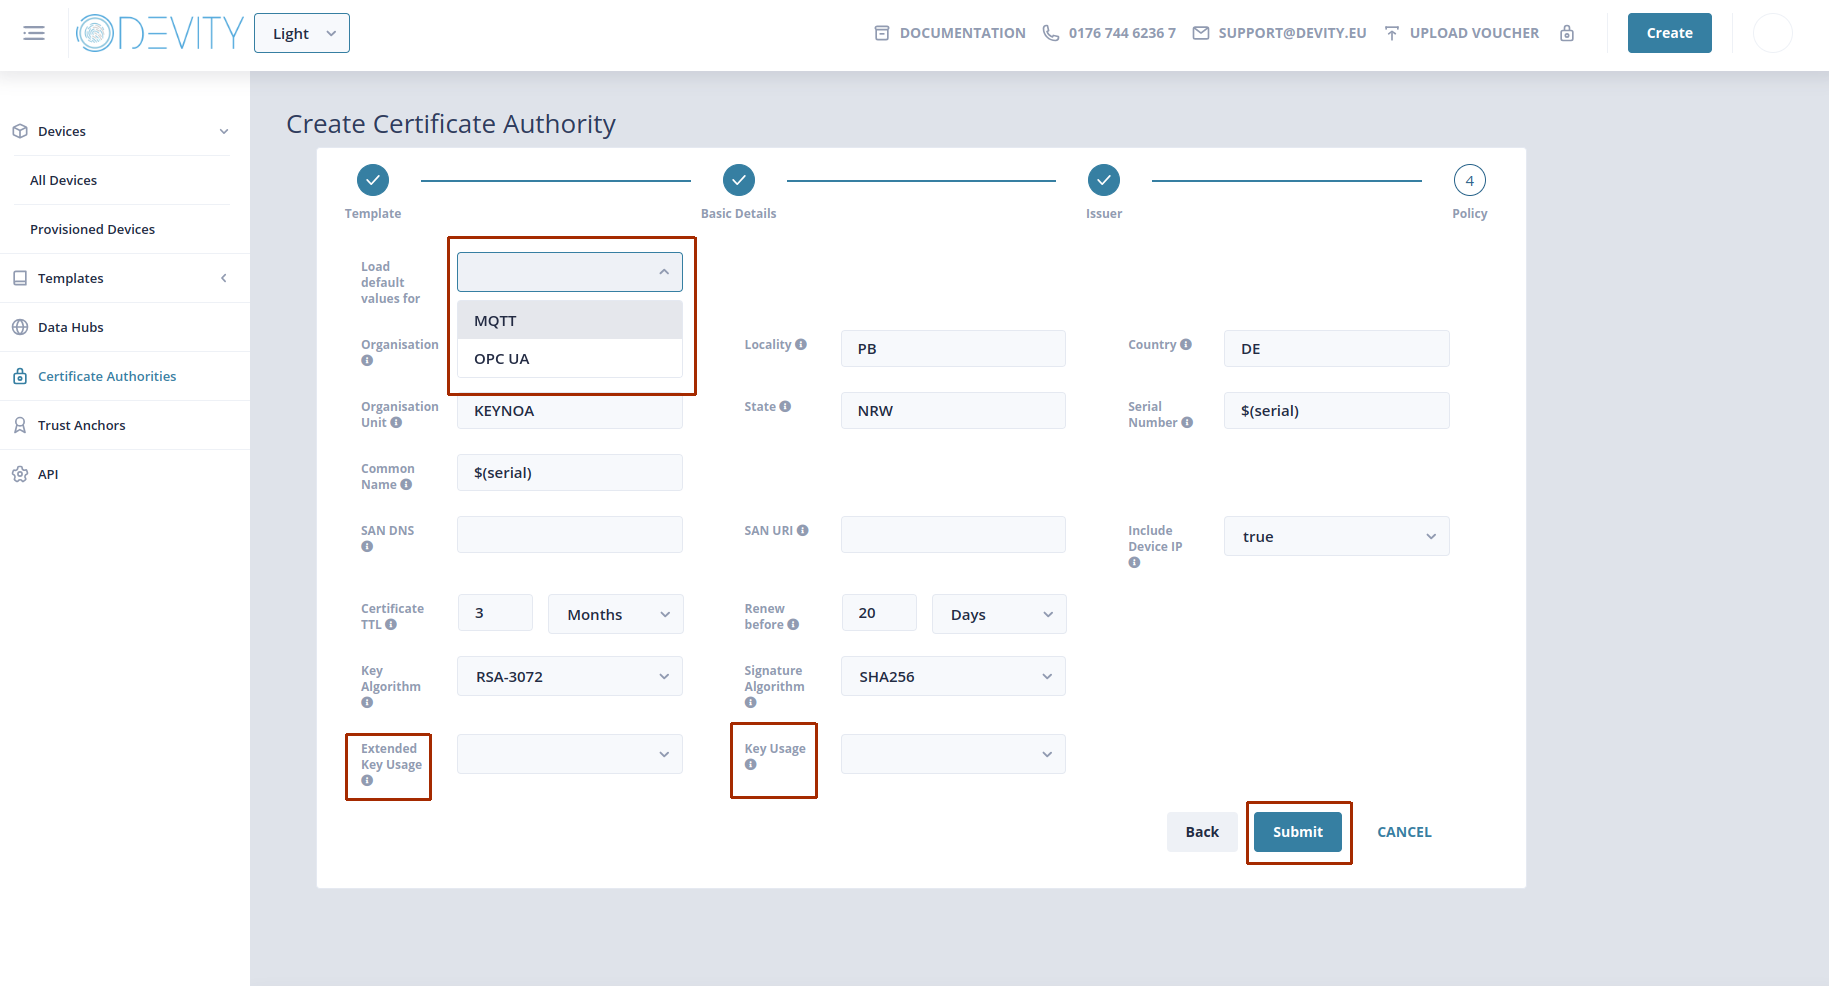 DEVITY
Light
DOCUMENTATION
0176 744 6236 7
SUPPORT@DEVITY.EU
UPLOAD VOUCHER
Create
Devices
All Devices
Provisioned Devices
Templates
Data Hubs
Certificate Authorities
Trust Anchors
API
Create Certificate Authority
Template
Basic Details
Issuer
4
Policy
Load
default
values for
MQTT
OPC UA
Organisation
Locality
PB
Country
DE
Organisation
Unit
KEYNOA
State
NRW
Serial
Number
$(serial)
Common
Name
$(serial)
SAN DNS
SAN URI
Include
Device IP
true
Certificate
TTL
3
Months
Renew
before
20
Days
Key
Algorithm
RSA-3072
Signature
Algorithm
SHA256
Extended
Key Usage
Key Usage
Back
Submit
CANCEL